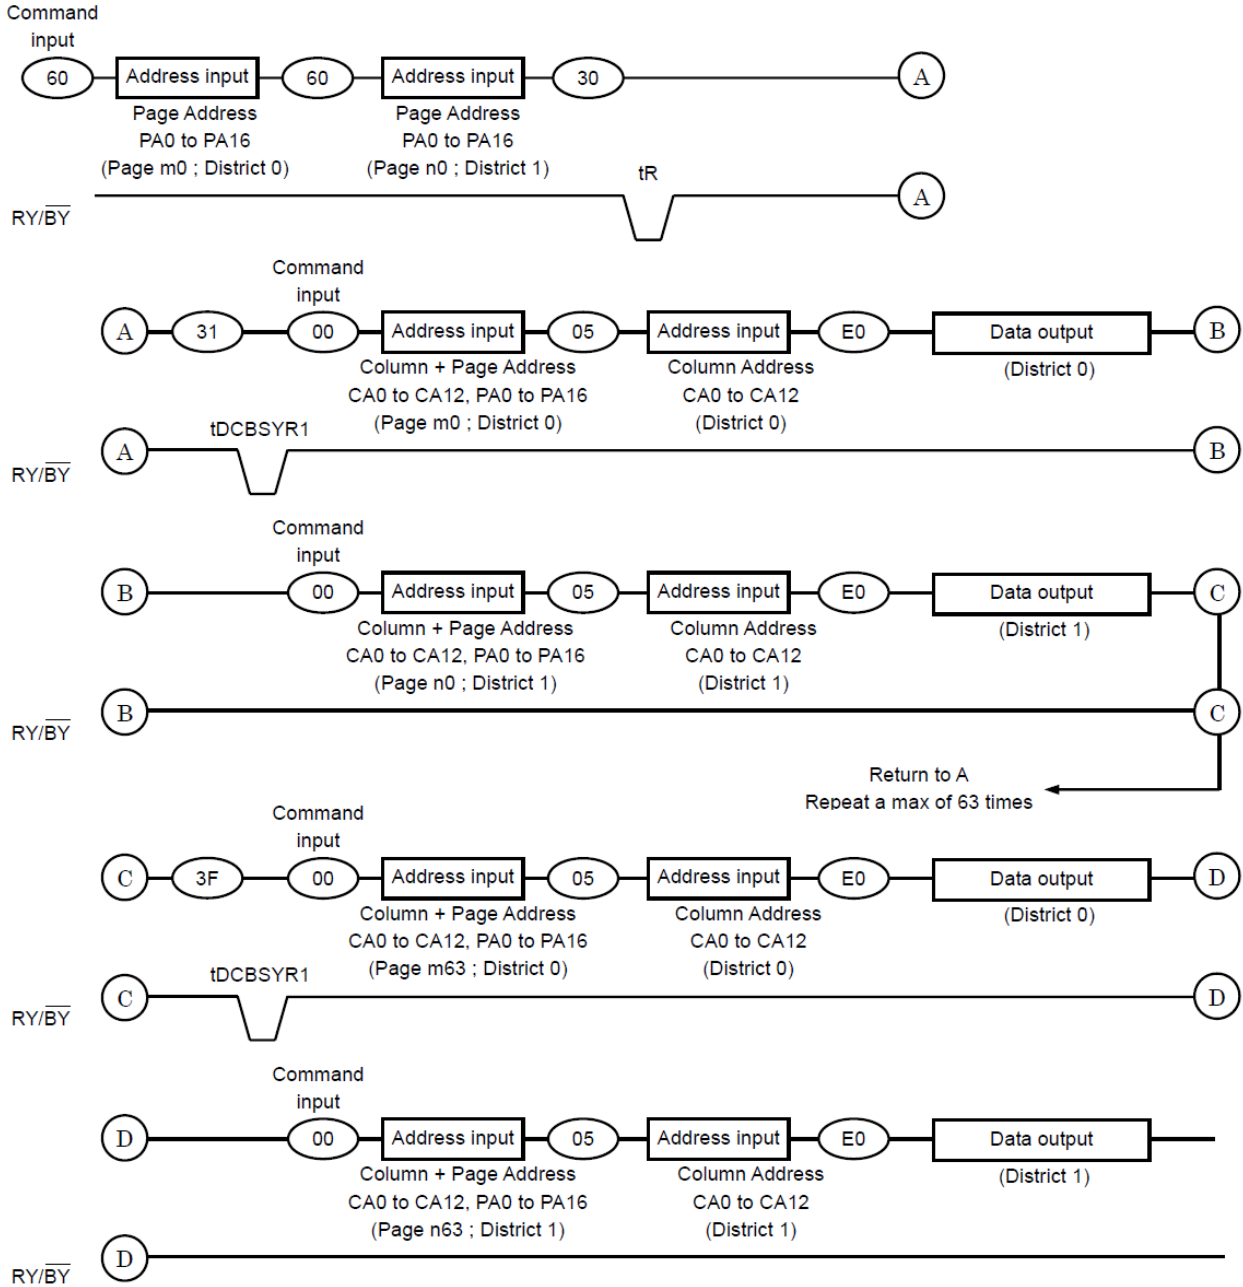 Command
input
60 Address input 60 Address input 30 A
Page Address Page Address
PA0 to PA16 PA0 to PA16
(Page m0 ; District 0) (Page n0 ; District 1)
tR
RY/BY A
Command
input
A 31 00 Address input 05 Address input E0 Data output B
Column + Page Address Column Address (District 0)
CA0 to CA12, PA0 to PA16 CA0 to CA12
(Page m0 ; District 0) (District 0)
tDCBSYR1
RY/BY A B
Command
input
B 00 Address input 05 Address input E0 Data output C
Column + Page Address Column Address (District 1)
CA0 to CA12, PA0 to PA16 CA0 to CA12
(Page n0 ; District 1) (District 1)
RY/BY B C
Return to A
Repeat a max of 63 times
Command
input
C 3F 00 Address input 05 Address input E0 Data output D
Column + Page Address Column Address (District 0)
CA0 to CA12, PA0 to PA16 CA0 to CA12
(Page m63 ; District 0) (District 0)
tDCBSYR1
RY/BY C D
Command
input
D 00 Address input 05 Address input E0 Data output
Column + Page Address Column Address (District 1)
CA0 to CA12, PA0 to PA16 CA0 to CA12
(Page n63 ; District 1) (District 1)
RY/BY D